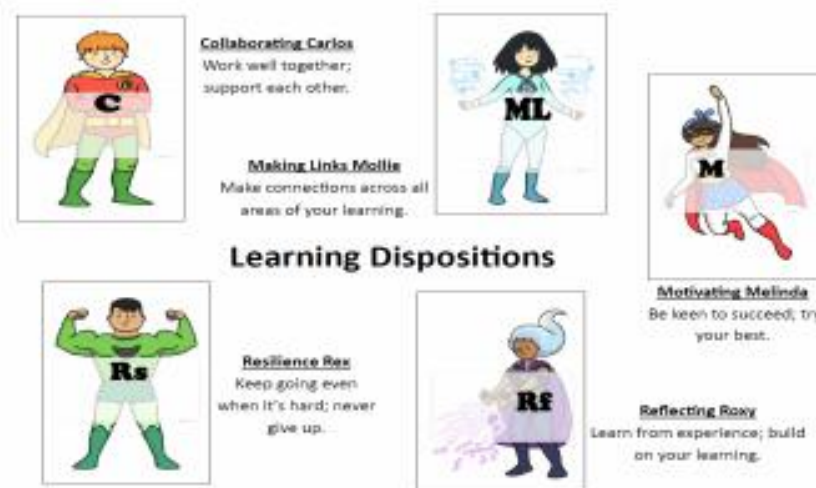 Collaborating Carlos
Work well together;
support each other.
C
ML
Making Links Mollie
Make connections across all
areas of your learning.
M
Learning Dispositions
Motivating Melinda
Be keen to succeed; try
your best.
Rs
Resilience Rex
Keep going even
when it's hard; never
give up.
Rf
Reflecting Roxy
Learn from experience; build
on your learning.